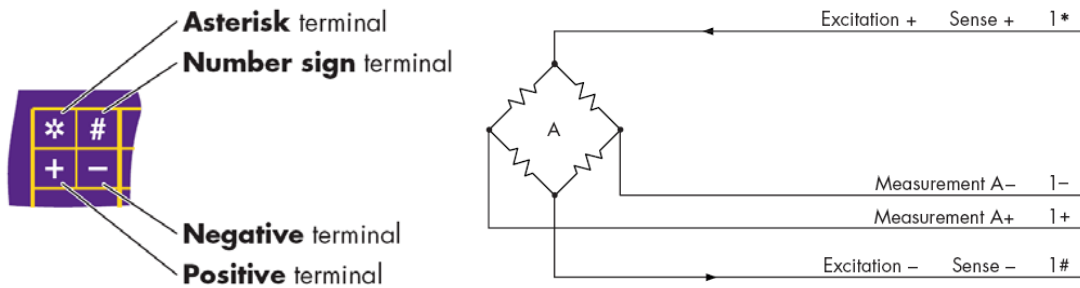 Asterisk terminal
Number sign terminal
* #
+ −
Negative terminal
Positive terminal
Excitation + Sense + 1*
A
Measurement A− 1−
Measurement A+ 1+
Excitation − Sense − 1#